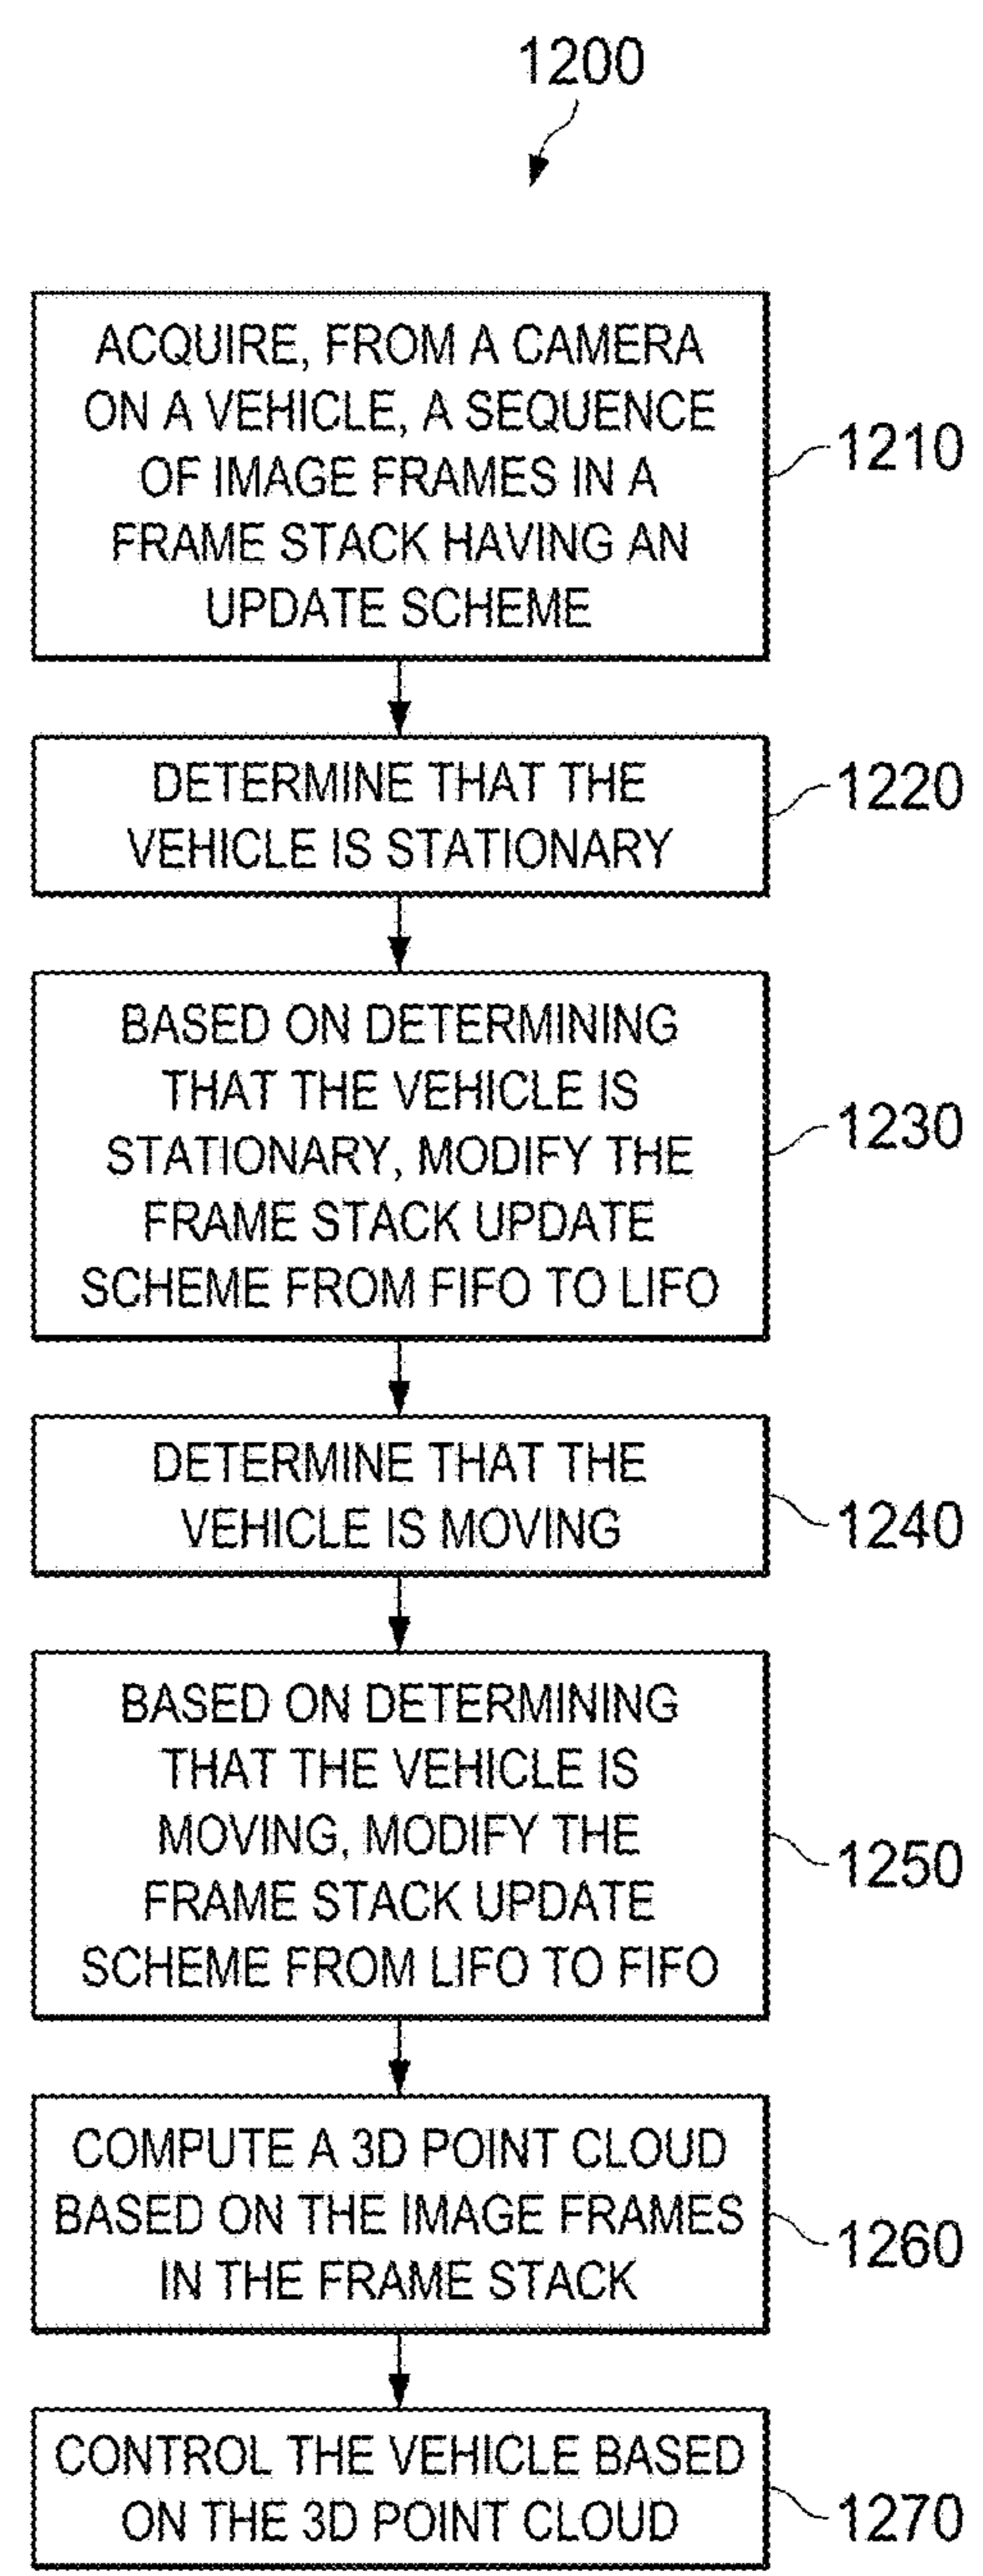 1200
ACQUIRE, FROM A CAMERA
ON A VEHICLE, A SEQUENCE
OF IMAGE FRAMES IN A
FRAME STACK HAVING AN
UPDATE SCHEME
1210
DETERMINE THAT THE
VEHICLE IS STATIONARY
1220
BASED ON DETERMINING
THAT THE VEHICLE IS
STATIONARY, MODIFY THE
FRAME STACK UPDATE
SCHEME FROM FIFO TO LIFO
1230
DETERMINE THAT THE
VEHICLE IS MOVING
1240
BASED ON DETERMINING
THAT THE VEHICLE IS
MOVING, MODIFY THE
FRAME STACK UPDATE
SCHEME FROM LIFO TO FIFO
1250
COMPUTE A 3D POINT CLOUD
BASED ON THE IMAGE FRAMES
IN THE FRAME STACK
1260
CONTROL THE VEHICLE BASED
ON THE 3D POINT CLOUD
1270